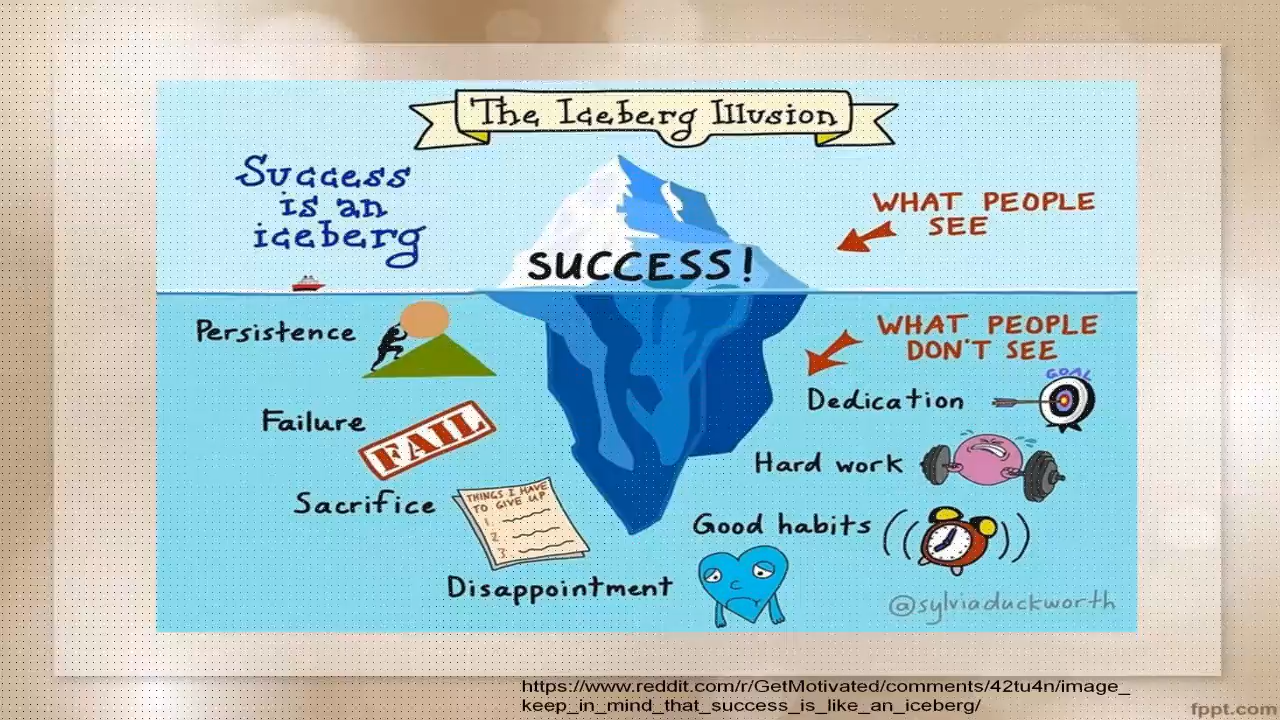 The Iceberg Illusion
Success
is an
iceberg
WHAT PEOPLE
SEE
SUCCESS!
Persistence
WHAT PEOPLE
DON'T SEE
GOAL
Dedication
Failure
FAIL
Hard work
Sacrifice
THINGS I HAVE
TO GIVE UP
1.
2.
3.
Good habits
Disappointment
@sylviaduckworth
https://www.reddit.com/r/GetMotivated/comments/42tu4n/image_
keep_in_mind_that_success_is_like_an_iceberg/
fppt.com